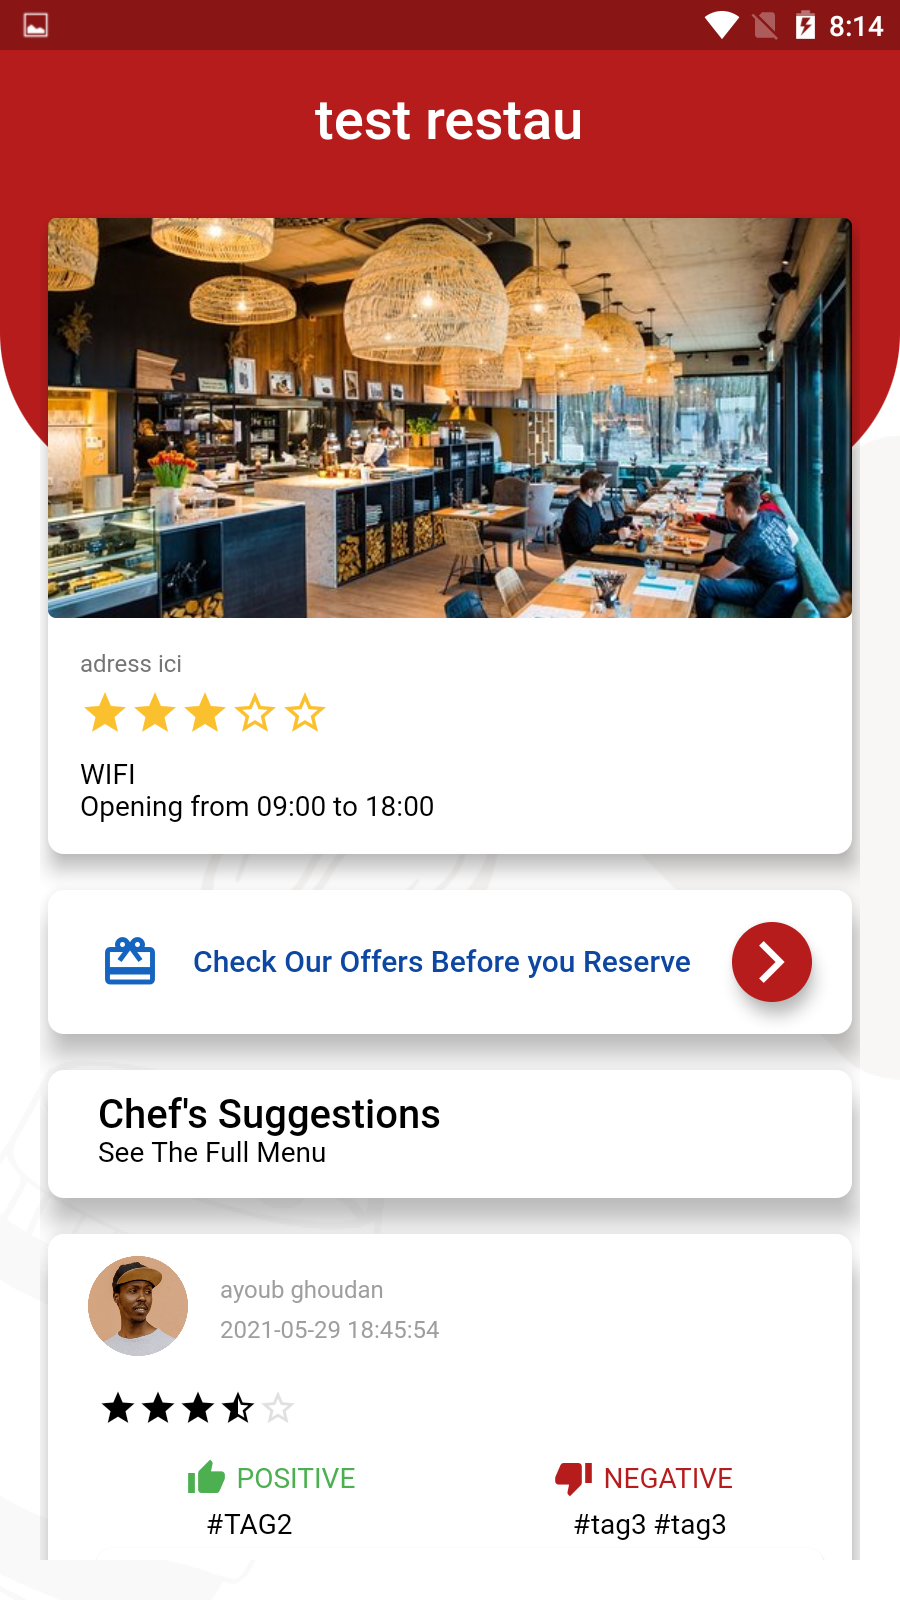 8:14
test restau
adress ici
WIFI
Opening from 09:00 to 18:00
Check Our Offers Before you Reserve
Chef's Suggestions
See The Full Menu
ayoub ghoudan
2021-05-29 18:45:54
POSITIVE
NEGATIVE
#TAG2
#tag3 #tag3